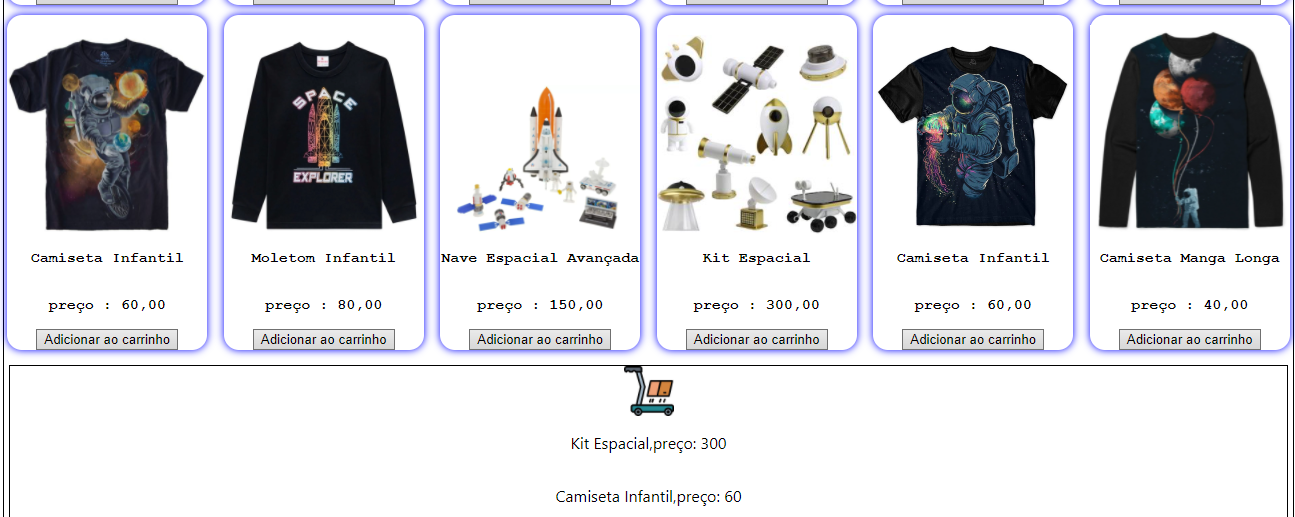 SPACE
EXPLORER
Camiseta Infantil
Moletom Infantil
Nave Espacial Avançada
Kit Espacial
Camiseta Infantil
Camiseta Manga Longa
preço : 60,00
preço : 80,00
preço : 150,00
preço : 300,00
preço : 60,00
preço : 40,00
Adicionar ao carrinho
Adicionar ao carrinho
Adicionar ao carrinho
Adicionar ao carrinho
Adicionar ao carrinho
Adicionar ao carrinho
Kit Espacial,preço: 300
Camiseta Infantil,preço: 60